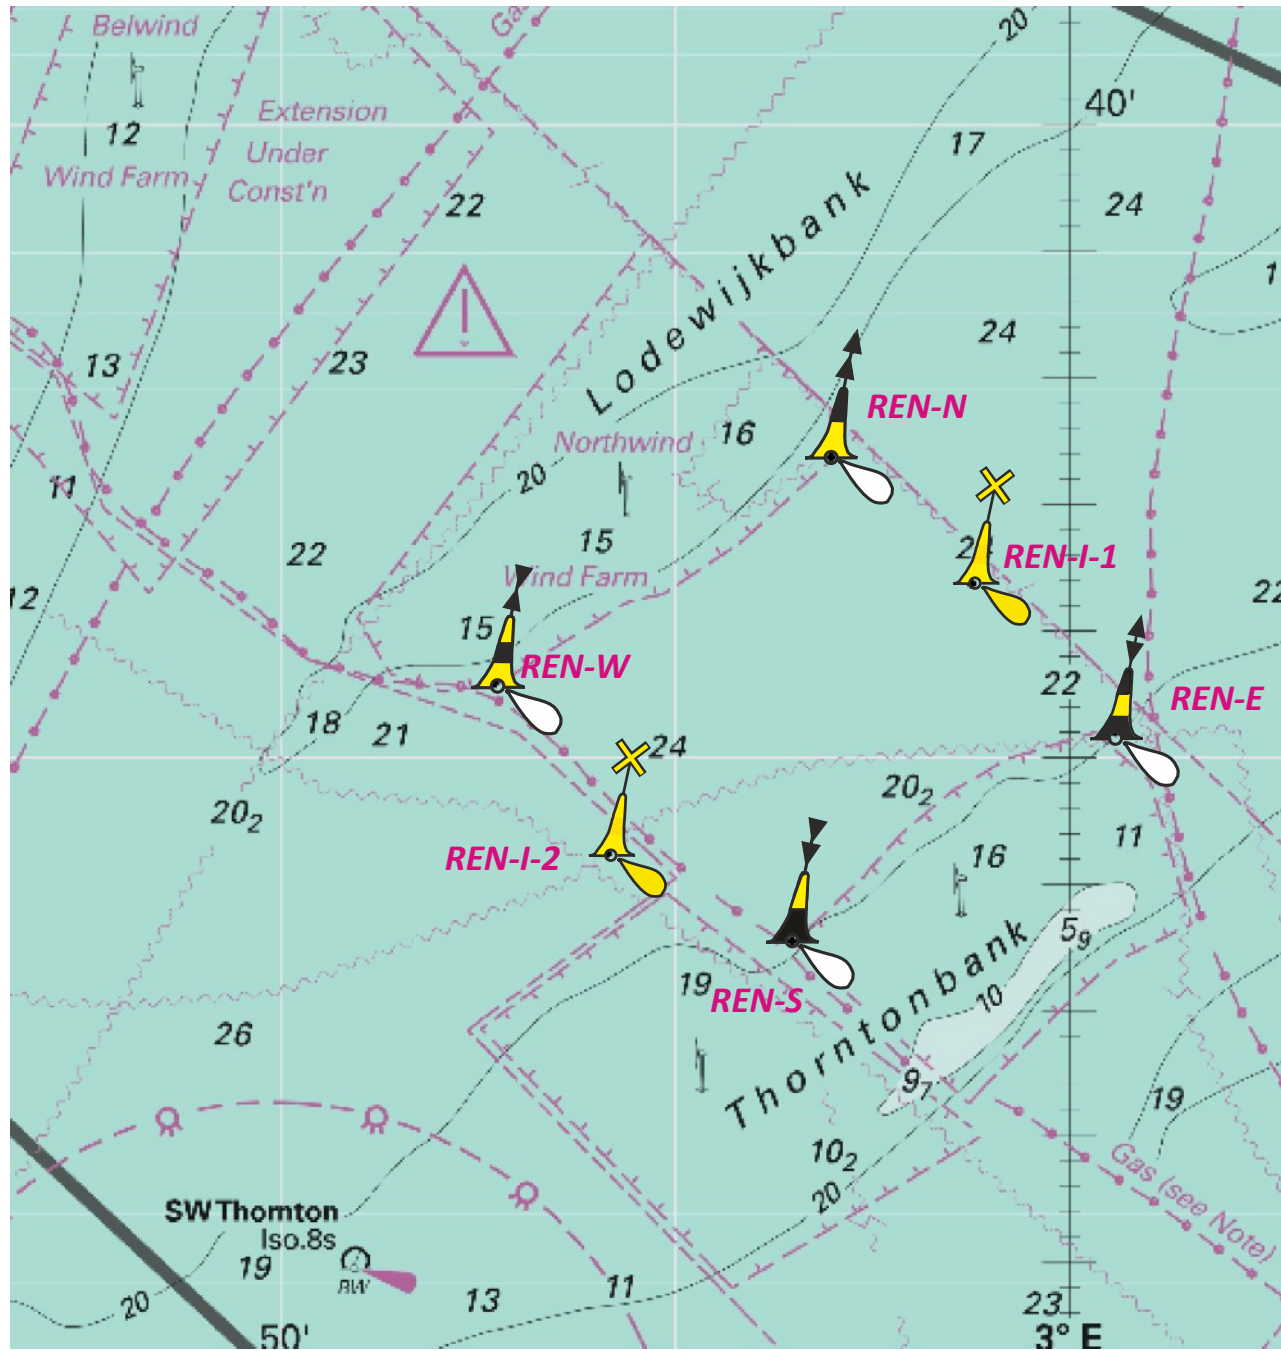 Belwind
Gas
20
40'
12
Extension
Under
Const'n
17
Wind Farm
22
24
Lodewijkbank
13
23
24
REN-N
16
Northwind
11
20
22
15
REN-I-1
Wind Farm
12
22
15
REN-W
22
REN-E
18
21
24
20₂
20₂
11
REN-I-2
16
5₉
19
REN-S
10
Thorntonbank
26
9₇
19
10₂
Gas (see Note)
20
SW Thornton
Iso.8s
19
BW
20
13
11
23
50'
3° E